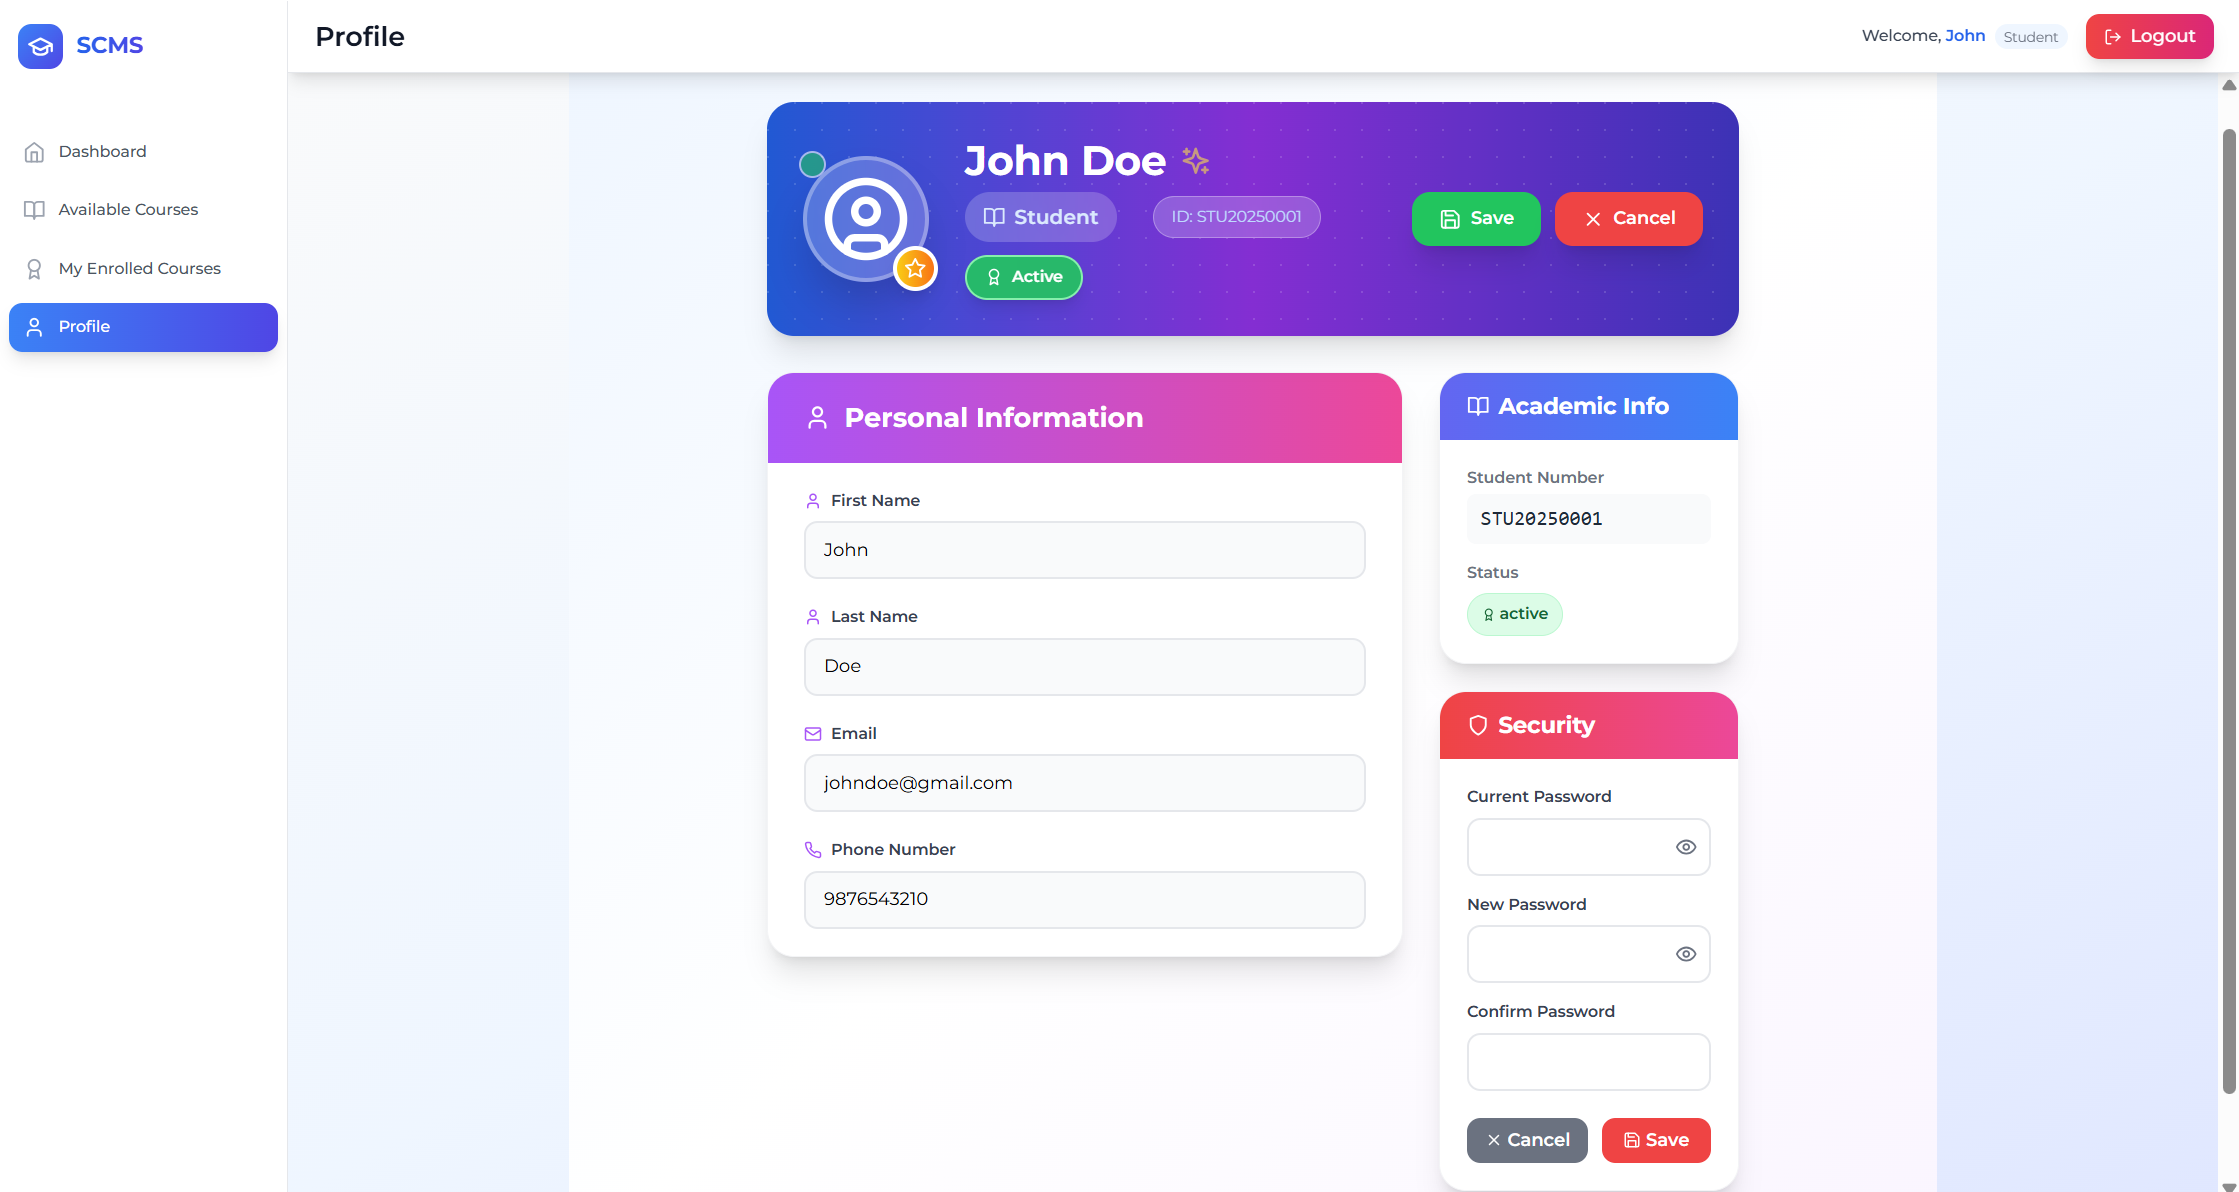 SCMS
Profile
Welcome, John Student
Logout
Dashboard
Available Courses
My Enrolled Courses
Profile
John Doe
Student
ID: STU20250001
Active
Save
Cancel
Personal Information
First Name
John
Last Name
Doe
Email
johndoe@gmail.com
Phone Number
9876543210
Academic Info
Student Number
STU20250001
Status
active
Security
Current Password
New Password
Confirm Password
Cancel
Save